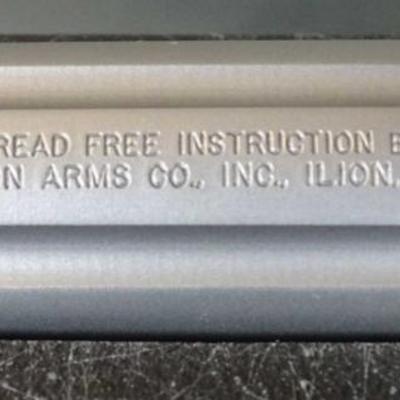 READ FREE INSTRUCTION B
N ARMS CO., INC., ILION,